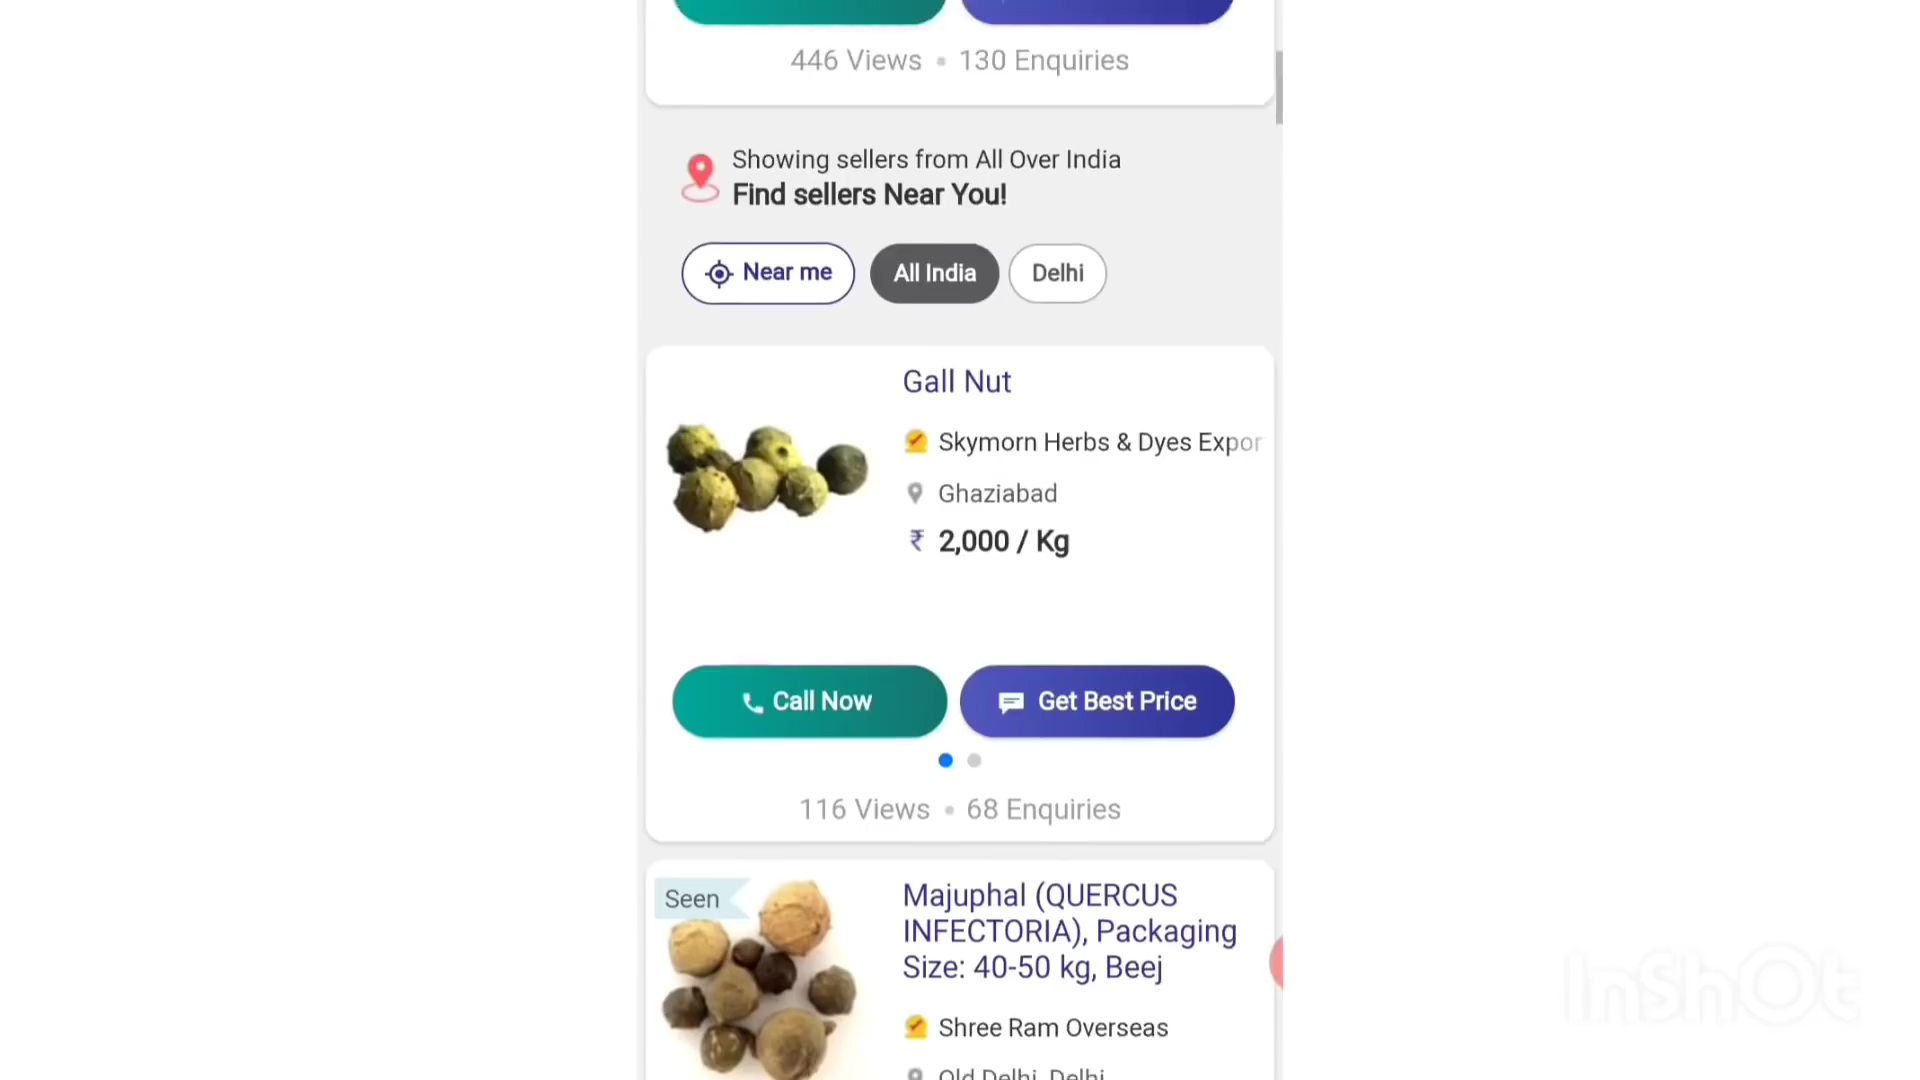 446 Views • 130 Enquiries
Showing sellers from All Over India
Find sellers Near You!
Near me
All India
Delhi
Gall Nut
Skymorn Herbs & Dyes Expor
Ghaziabad
₹ 2,000 / Kg
Call Now
Get Best Price
116 Views • 68 Enquiries
Seen
Majuphal (QUERCUS
INFECTORIA), Packaging
Size: 40-50 kg, Beej
Shree Ram Overseas
Old Delhi, Delhi
InShOt